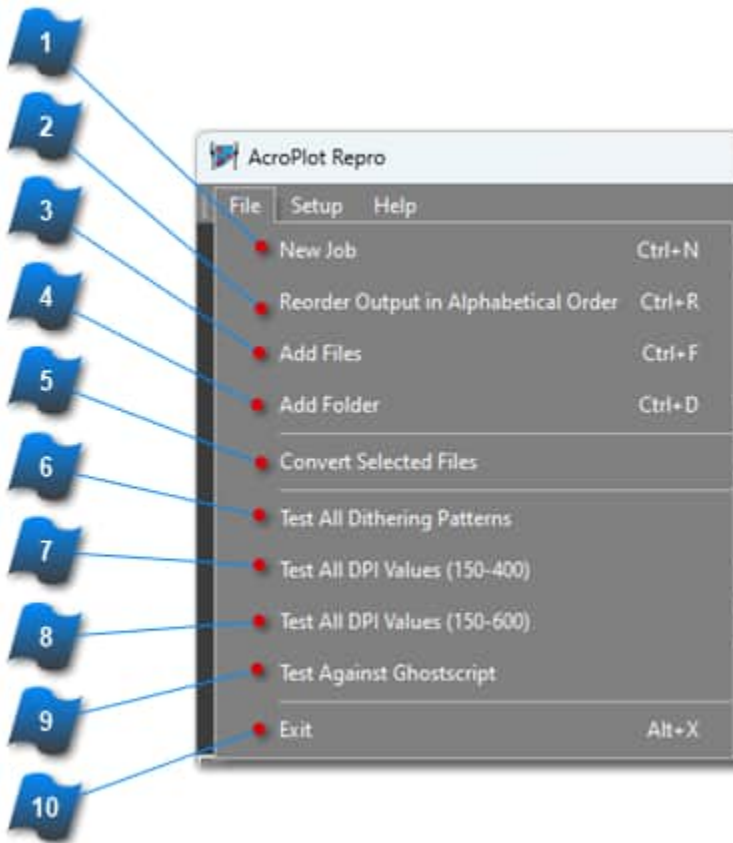 1
2
3
4
5
6
7
8
9
10
AcroPlot Repro
File Setup Help
New Job Ctrl+N
Reorder Output in Alphabetical Order Ctrl+R
Add Files Ctrl+F
Add Folder Ctrl+D
Convert Selected Files
Test All Dithering Patterns
Test All DPI Values (150-400)
Test All DPI Values (150-600)
Test Against Ghostscript
Exit Alt+X